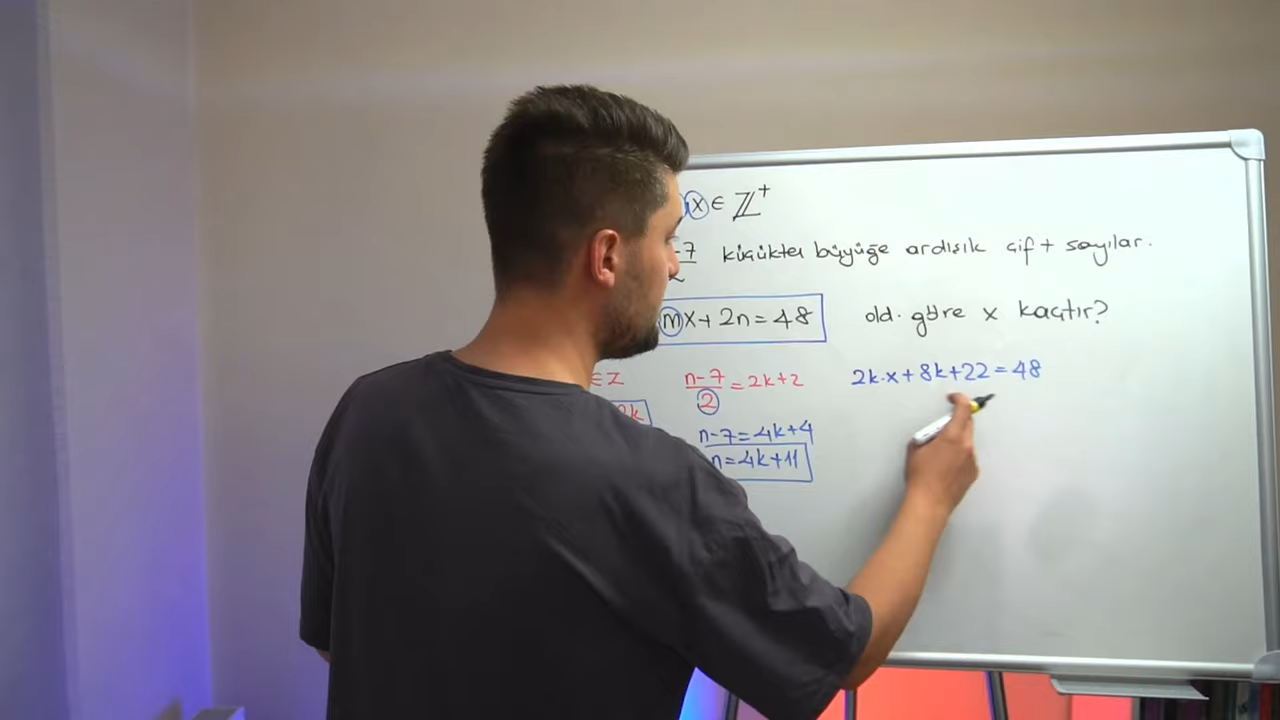 x ∈ ℤ⁺
-7 küçükten büyüğe ardışık çift sayılar.
mx + 2n = 48 old. göre x kaçtır?
∈ Z
2k
n-7/2 = 2k+2
n-7 = 4k+4
n = 4k+11
2k·x + 8k + 22 = 48